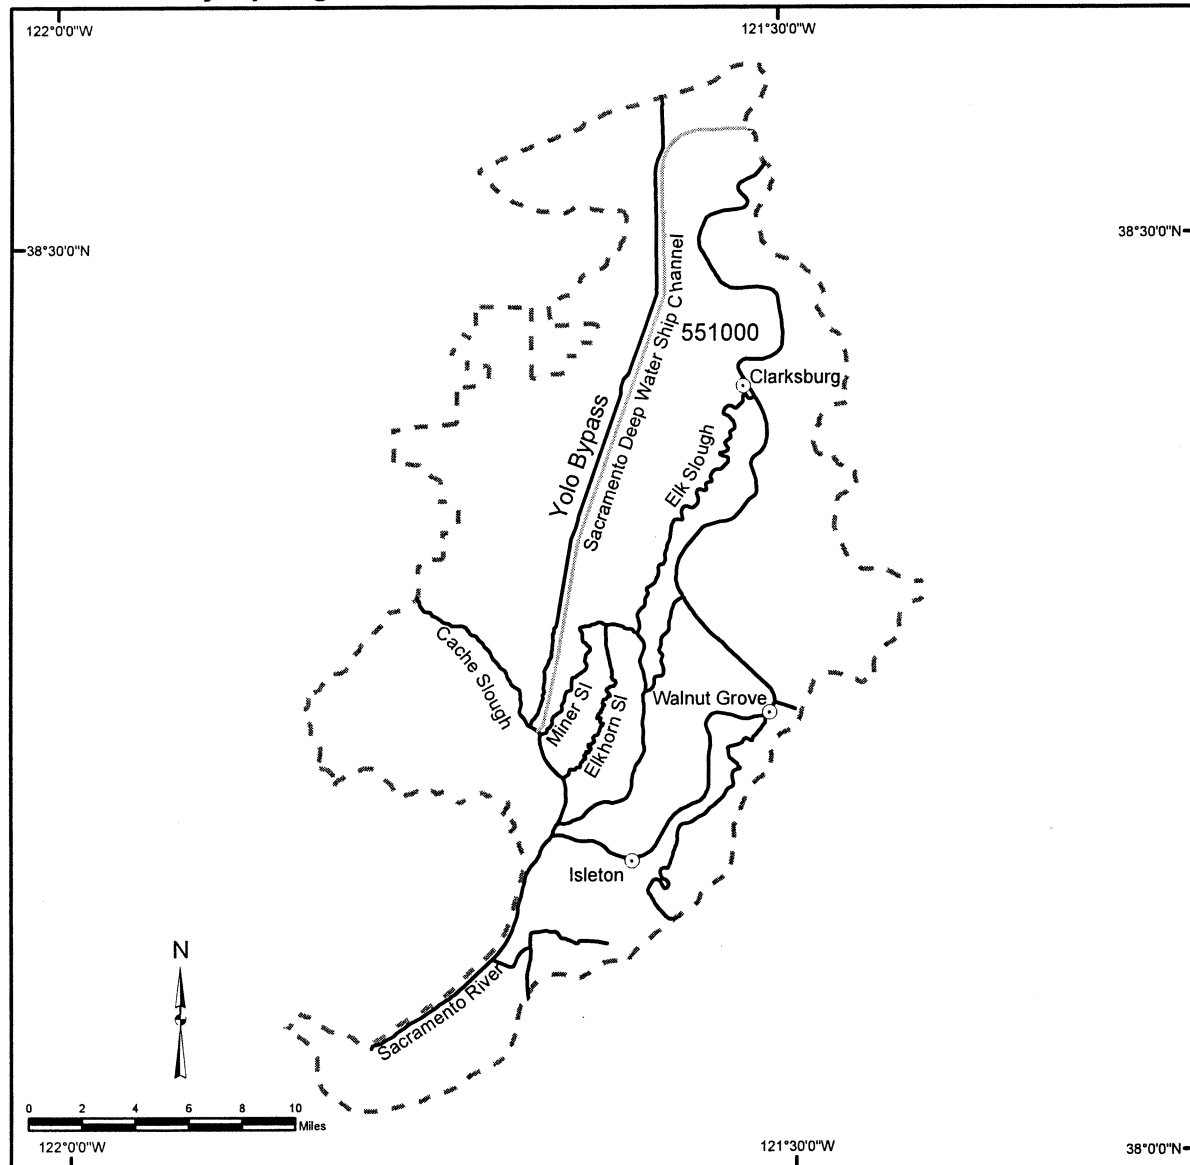 122°0'0"W
121°30'0"W
38°30'0"N
38°30'0"N
Sacramento Deep Water Ship Channel
551000
Clarksburg
Yolo Bypass
Elk Slough
Cache Slough
Miner Sl
Elkhorn Sl
Walnut Grove
Isleton
N
Sacramento River
0 2 4 6 8 10
Miles
122°0'0"W
121°30'0"W
38°0'0"N